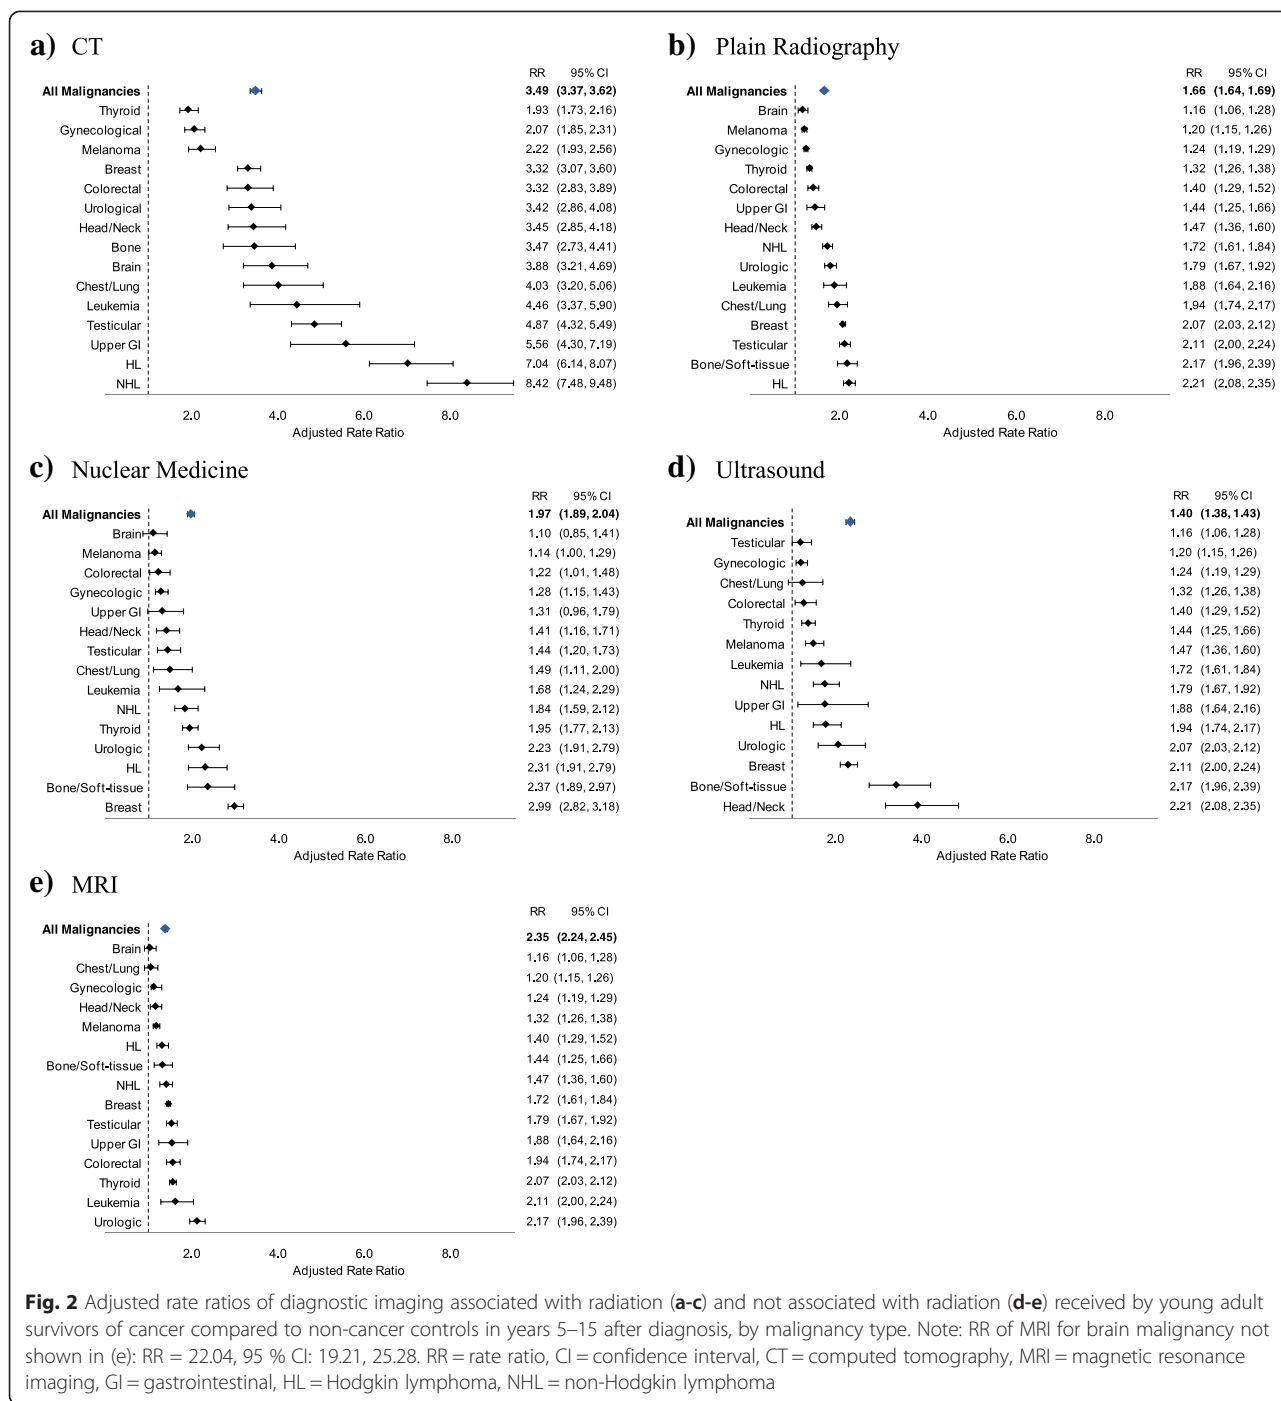 a) CT
RR 95% CI
All Malignancies 3.49 (3.37, 3.62)
Thyroid 1.93 (1.73, 2.16)
Gynecological 2.07 (1.85, 2.31)
Melanoma 2.22 (1.93, 2.56)
Breast 3.32 (3.07, 3.60)
Colorectal 3.32 (2.83, 3.89)
Urological 3.42 (2.86, 4.08)
Head/Neck 3.45 (2.85, 4.18)
Bone 3.47 (2.73, 4.41)
Brain 3.88 (3.21, 4.69)
Chest/Lung 4.03 (3.20, 5.06)
Leukemia 4.46 (3.37, 5.90)
Testicular 4.87 (4.32, 5.49)
Upper GI 5.56 (4.30, 7.19)
HL 7.04 (6.14, 8.07)
NHL 8.42 (7.48, 9.48)
2.0 4.0 6.0 8.0
Adjusted Rate Ratio
b) Plain Radiography
RR 95% CI
All Malignancies 1.66 (1.64, 1.69)
Brain 1.16 (1.06, 1.28)
Melanoma 1.20 (1.15, 1.26)
Gynecologic 1.24 (1.19, 1.29)
Thyroid 1.32 (1.26, 1.38)
Colorectal 1.40 (1.29, 1.52)
Upper GI 1.44 (1.25, 1.66)
Head/Neck 1.47 (1.36, 1.60)
NHL 1.72 (1.61, 1.84)
Urologic 1.79 (1.67, 1.92)
Leukemia 1.88 (1.64, 2.16)
Chest/Lung 1.94 (1.74, 2.17)
Breast 2.07 (2.03, 2.12)
Testicular 2.11 (2.00, 2.24)
Bone/Soft-tissue 2.17 (1.96, 2.39)
HL 2.21 (2.08, 2.35)
2.0 4.0 6.0 8.0
Adjusted Rate Ratio
c) Nuclear Medicine
RR 95% CI
All Malignancies 1.97 (1.89, 2.04)
Brain 1.10 (0.85, 1.41)
Melanoma 1.14 (1.00, 1.29)
Colorectal 1.22 (1.01, 1.48)
Gynecologic 1.28 (1.15, 1.43)
Upper GI 1.31 (0.96, 1.79)
Head/Neck 1.41 (1.16, 1.71)
Testicular 1.44 (1.20, 1.73)
Chest/Lung 1.49 (1.11, 2.00)
Leukemia 1.68 (1.24, 2.29)
NHL 1.84 (1.59, 2.12)
Thyroid 1.95 (1.77, 2.13)
Urologic 2.23 (1.91, 2.79)
HL 2.31 (1.91, 2.79)
Bone/Soft-tissue 2.37 (1.89, 2.97)
Breast 2.99 (2.82, 3.18)
2.0 4.0 6.0 8.0
Adjusted Rate Ratio
d) Ultrasound
RR 95% CI
All Malignancies 1.40 (1.38, 1.43)
1.16 (1.06, 1.28)
Testicular 1.20 (1.15, 1.26)
Gynecologic 1.24 (1.19, 1.29)
Chest/Lung 1.32 (1.26, 1.38)
Colorectal 1.40 (1.29, 1.52)
Thyroid 1.44 (1.25, 1.66)
Melanoma 1.47 (1.36, 1.60)
Leukemia 1.72 (1.61, 1.84)
NHL 1.79 (1.67, 1.92)
Upper GI 1.88 (1.64, 2.16)
HL 1.94 (1.74, 2.17)
Urologic 2.07 (2.03, 2.12)
Breast 2.11 (2.00, 2.24)
Bone/Soft-tissue 2.17 (1.96, 2.39)
Head/Neck 2.21 (2.08, 2.35)
2.0 4.0 6.0 8.0
Adjusted Rate Ratio
e) MRI
RR 95% CI
All Malignancies 2.35 (2.24, 2.45)
Brain 1.16 (1.06, 1.28)
Chest/Lung 1.20 (1.15, 1.26)
Gynecologic 1.24 (1.19, 1.29)
Head/Neck 1.32 (1.26, 1.38)
Melanoma 1.40 (1.29, 1.52)
HL 1.44 (1.25, 1.66)
Bone/Soft-tissue 1.47 (1.36, 1.60)
NHL 1.72 (1.61, 1.84)
Breast 1.79 (1.67, 1.92)
Testicular 1.88 (1.64, 2.16)
Upper GI 1.94 (1.74, 2.17)
Colorectal 2.07 (2.03, 2.12)
Thyroid 2.11 (2.00, 2.24)
Leukemia 2.17 (1.96, 2.39)
Urologic
2.0 4.0 6.0 8.0
Adjusted Rate Ratio
Fig. 2 Adjusted rate ratios of diagnostic imaging associated with radiation (a-c) and not associated with radiation (d-e) received by young adult
survivors of cancer compared to non-cancer controls in years 5–15 after diagnosis, by malignancy type. Note: RR of MRI for brain malignancy not
shown in (e): RR = 22.04, 95 % CI: 19.21, 25.28. RR = rate ratio, CI = confidence interval, CT = computed tomography, MRI = magnetic resonance
imaging, GI = gastrointestinal, HL = Hodgkin lymphoma, NHL = non-Hodgkin lymphoma